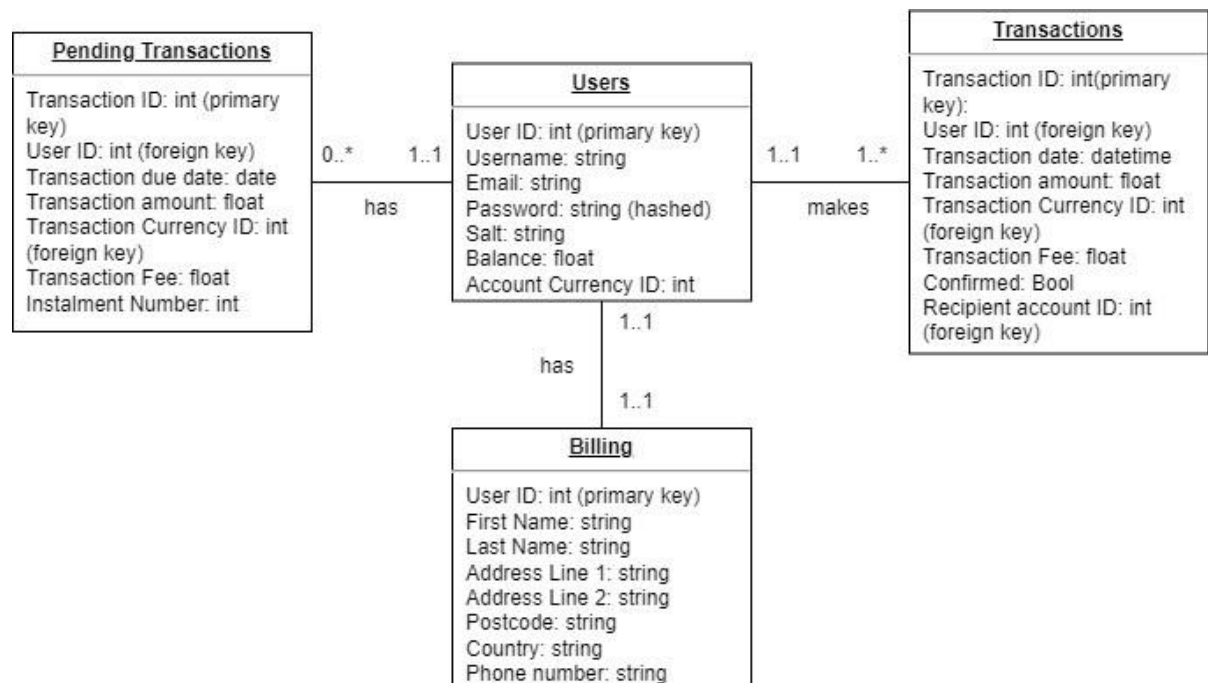 Pending Transactions
Transaction ID: int (primary
key)
User ID: int (foreign key)
Transaction due date: date
Transaction amount: float
Transaction Currency ID: int
(foreign key)
Transaction Fee: float
Instalment Number: int
0..* 1..1
has
Users
User ID: int (primary key)
Username: string
Email: string
Password: string (hashed)
Salt: string
Balance: float
Account Currency ID: int
1..1 1..*
makes
Transactions
Transaction ID: int(primary
key):
User ID: int (foreign key)
Transaction date: datetime
Transaction amount: float
Transaction Currency ID: int
(foreign key)
Transaction Fee: float
Confirmed: Bool
Recipient account ID: int
(foreign key)
1..1
has
1..1
Billing
User ID: int (primary key)
First Name: string
Last Name: string
Address Line 1: string
Address Line 2: string
Postcode: string
Country: string
Phone number: string